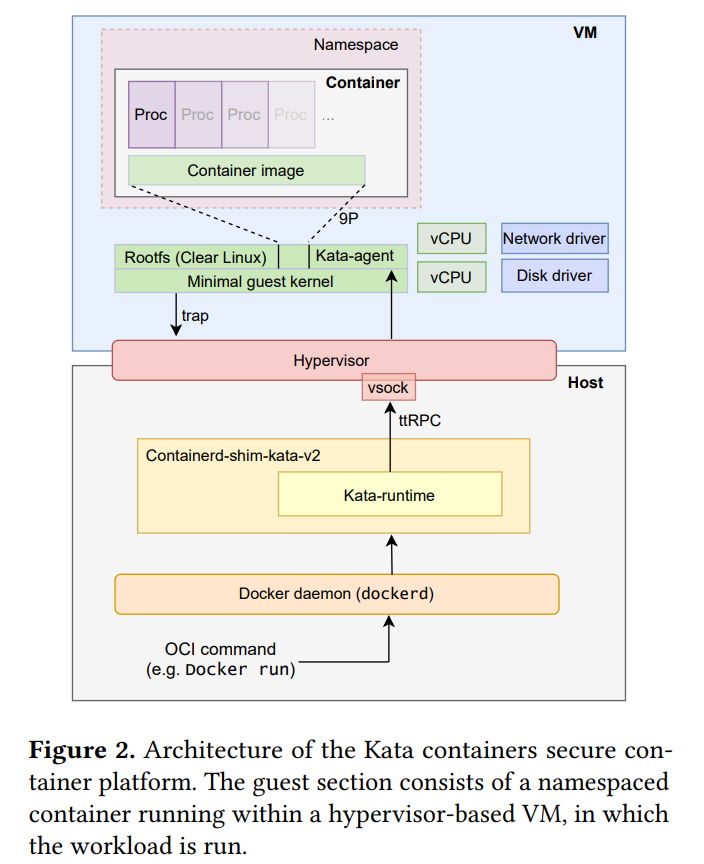 VM
Namespace
Container
Proc Proc Proc Proc ...
Container image
9P
Rootfs (Clear Linux)
Kata-agent
Minimal guest kernel
vCPU
Network driver
vCPU
Disk driver
trap
Hypervisor
vsock
Host
ttRPC
Containerd-shim-kata-v2
Kata-runtime
Docker daemon (dockerd)
OCI command
(e.g. Docker run)
Figure 2. Architecture of the Kata containers secure con-
tainer platform. The guest section consists of a namespaced
container running within a hypervisor-based VM, in which
the workload is run.